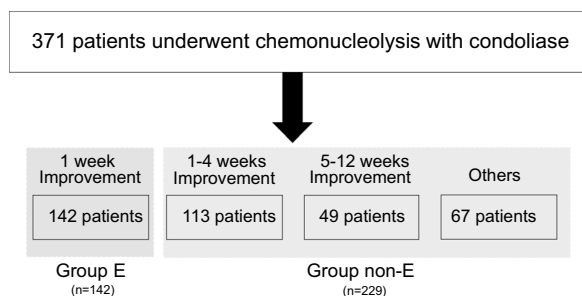 371 patients underwent chemonucleolysis with condoliase
1 week
Improvement
142 patients
1-4 weeks
Improvement
113 patients
5-12 weeks
Improvement
49 patients
Others
67 patients
Group E
(n=142)
Group non-E
(n=229)